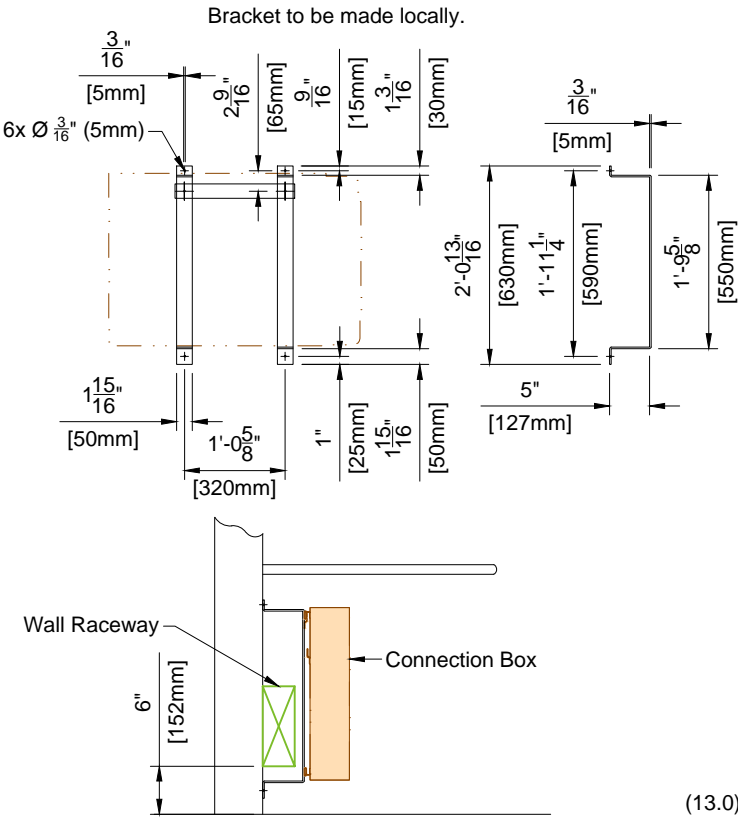 Bracket to be made locally.
3/16"
[5mm]
6x Ø 3/16" (5mm)
2 9/16"
[65mm]
9/16"
[15mm]
1 3/16"
[30mm]
3/16"
[5mm]
2'-0 13/16"
[630mm]
1'-11 1/4"
[590mm]
1'-9 5/8"
[550mm]
1 15/16"
[50mm]
1'-0 5/8"
[320mm]
1"
[25mm]
1 15/16"
[50mm]
5"
[127mm]
Wall Raceway
Connection Box
6"
[152mm]
(13.0)